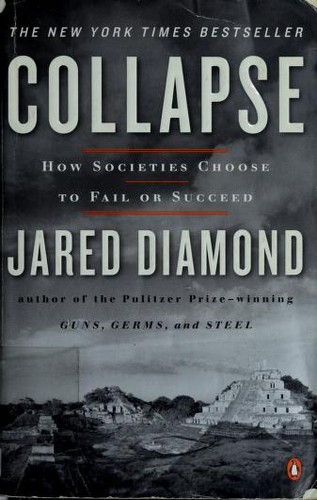 THE NEW YORK TIMES BESTSELLER
COLLAPSE
HOW SOCIETIES CHOOSE
TO FAIL OR SUCCEED
JARED DIAMOND
author of the Pulitzer Prize-winning
GUNS, GERMS, and STEEL